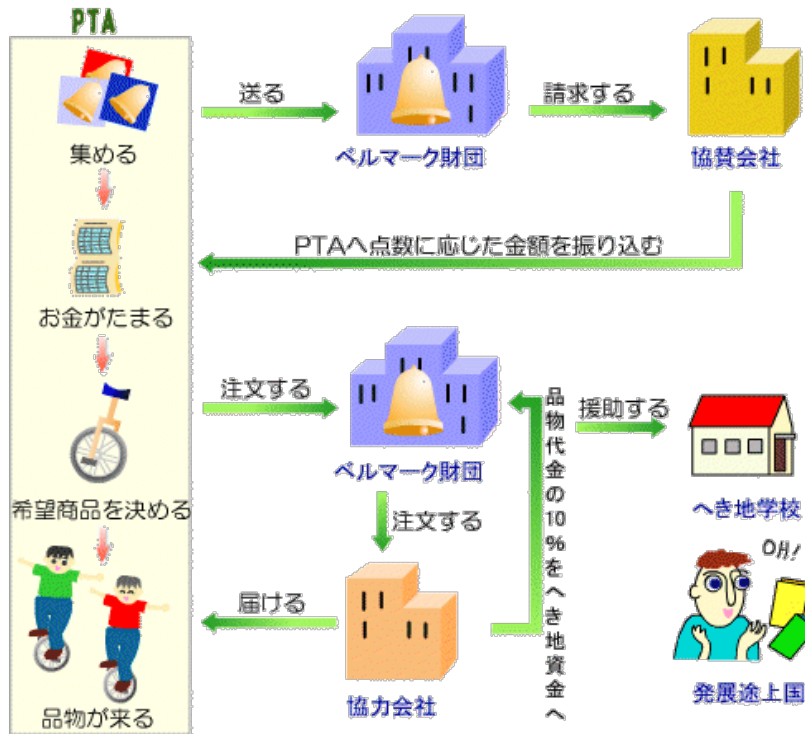 PTA
集める
送る
ベルマーク財団
請求する
協賛会社
PTAへ点数に応じた金額を振り込む
お金がたまる
注文する
ベルマーク財団
品物代金の10%をへき地資金へ
援助する
へき地学校
希望商品を決める
注文する
届ける
協力会社
OH!
発展途上国
品物が来る